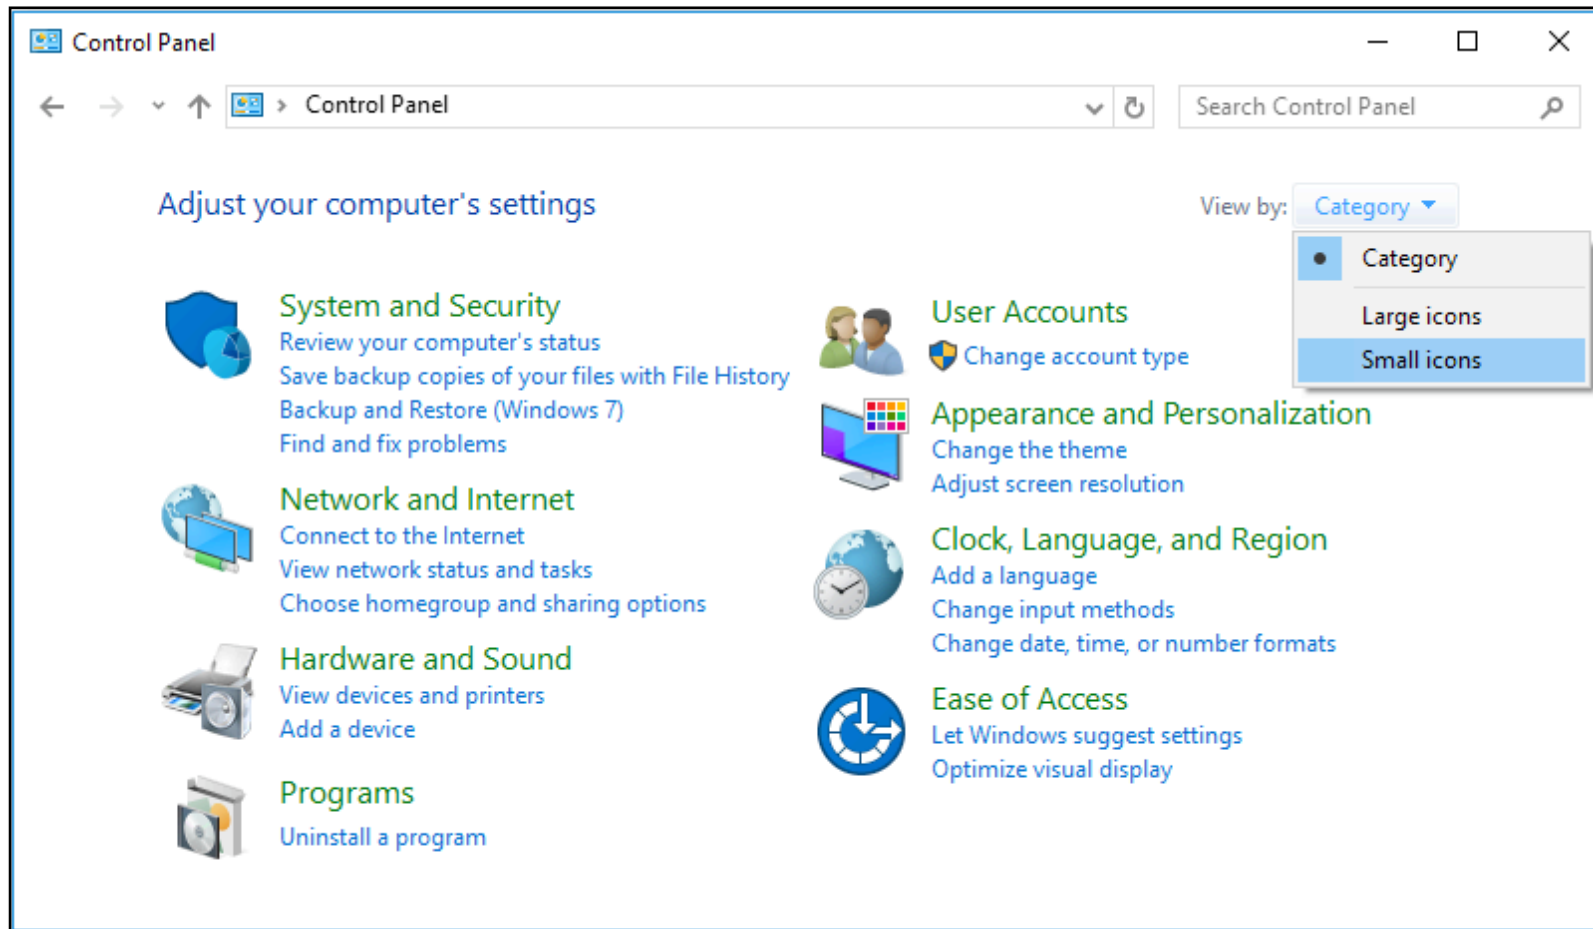 Control Panel
Control Panel
Search Control Panel
Adjust your computer's settings
View by: Category
Category
Large icons
Small icons
System and Security
Review your computer's status
Save backup copies of your files with File History
Backup and Restore (Windows 7)
Find and fix problems
Network and Internet
Connect to the Internet
View network status and tasks
Choose homegroup and sharing options
Hardware and Sound
View devices and printers
Add a device
Programs
Uninstall a program
User Accounts
Change account type
Appearance and Personalization
Change the theme
Adjust screen resolution
Clock, Language, and Region
Add a language
Change input methods
Change date, time, or number formats
Ease of Access
Let Windows suggest settings
Optimize visual display